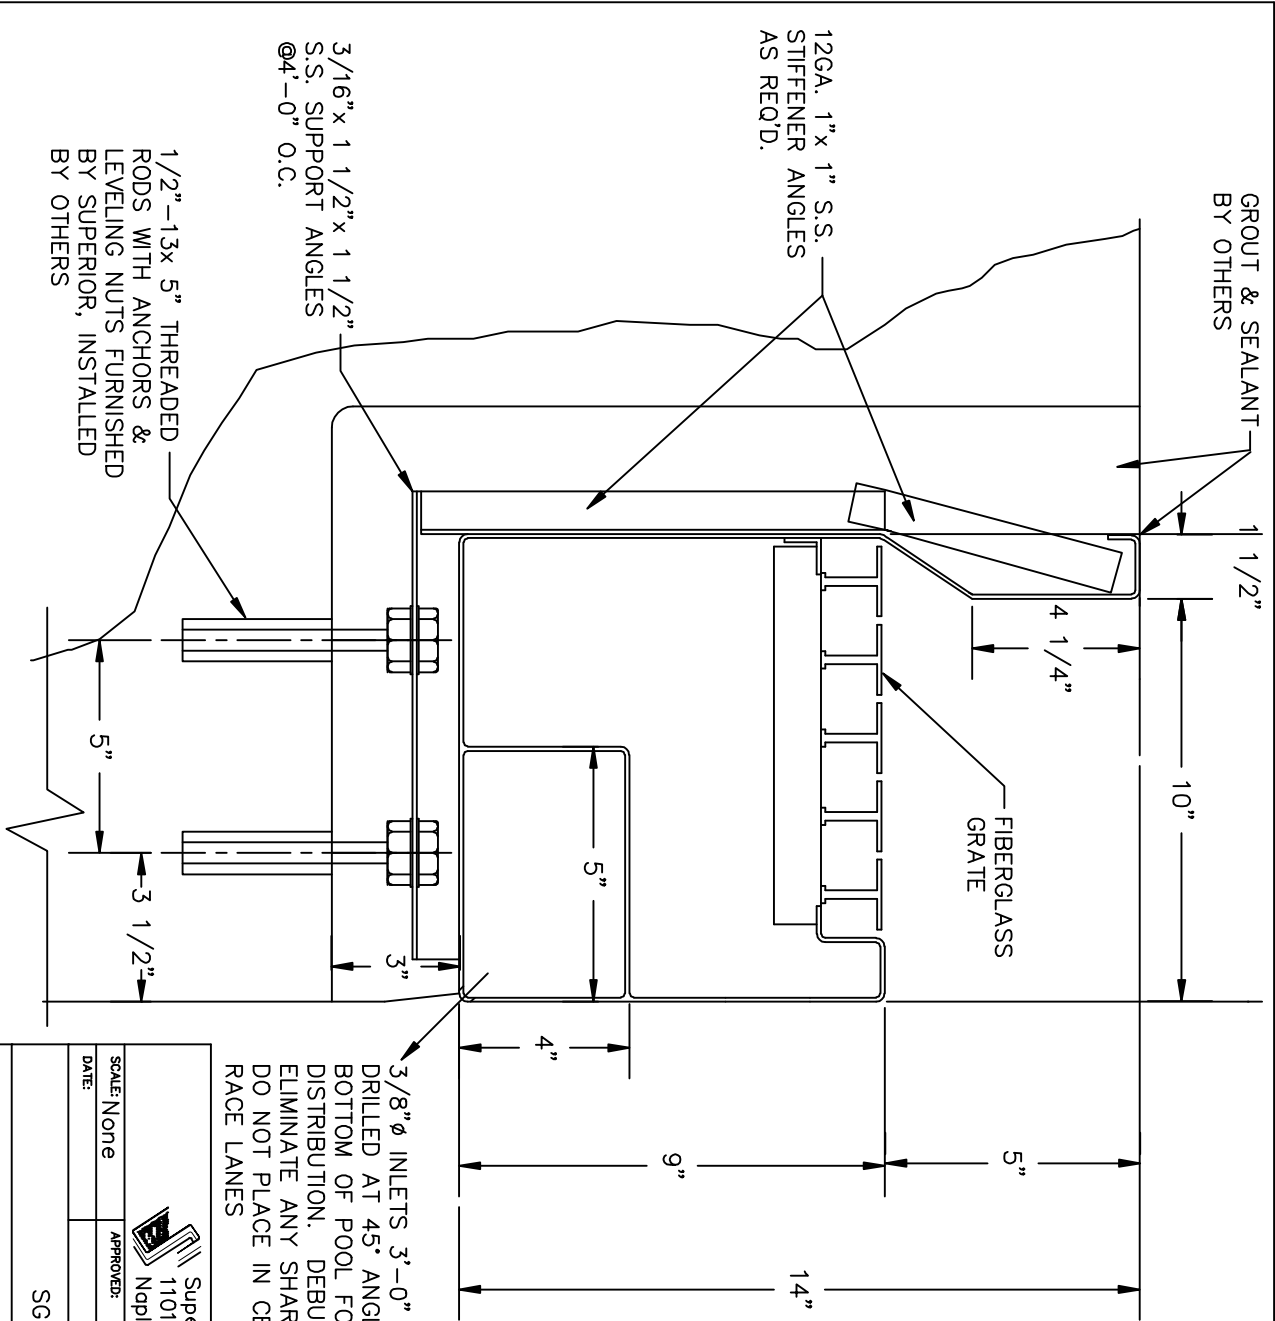 GROUT & SEALANT
BY OTHERS
12GA. 1"x 1" S.S.
STIFFENER ANGLES
AS REQ'D.
3/16"x 1 1/2"x 1 1/2"
S.S. SUPPORT ANGLES
@4'-0" O.C.
1/2"-13x 5" THREADED
RODS WITH ANCHORS &
LEVELING NUTS FURNISHED
BY SUPERIOR, INSTALLED
BY OTHERS
1 1/2"
4 1/4"
10"
FIBERGLASS
GRATE
5"
5"
3 1/2"
3"
4"
9"
5"
14"
3/8"ø INLETS 3'-0"
DRILLED AT 45° ANGL
BOTTOM OF POOL FO
DISTRIBUTION. DEBU
ELIMINATE ANY SHAR
DO NOT PLACE IN CE
RACE LANES
Supe
1101
Napl
SCALE: None
APPROVED:
DATE:
SG